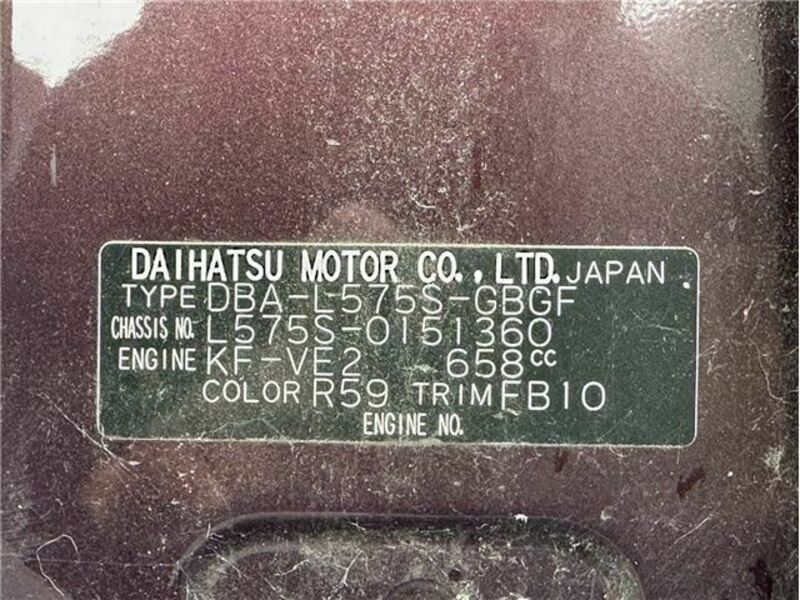 DAIHATSU MOTOR CO., LTD. JAPAN
TYPE DBA-L575S-GBGF
CHASSIS NO. L575S-0151360
ENGINE KF-VE2 658cc
COLOR R59 TRIM FB10
ENGINE NO.